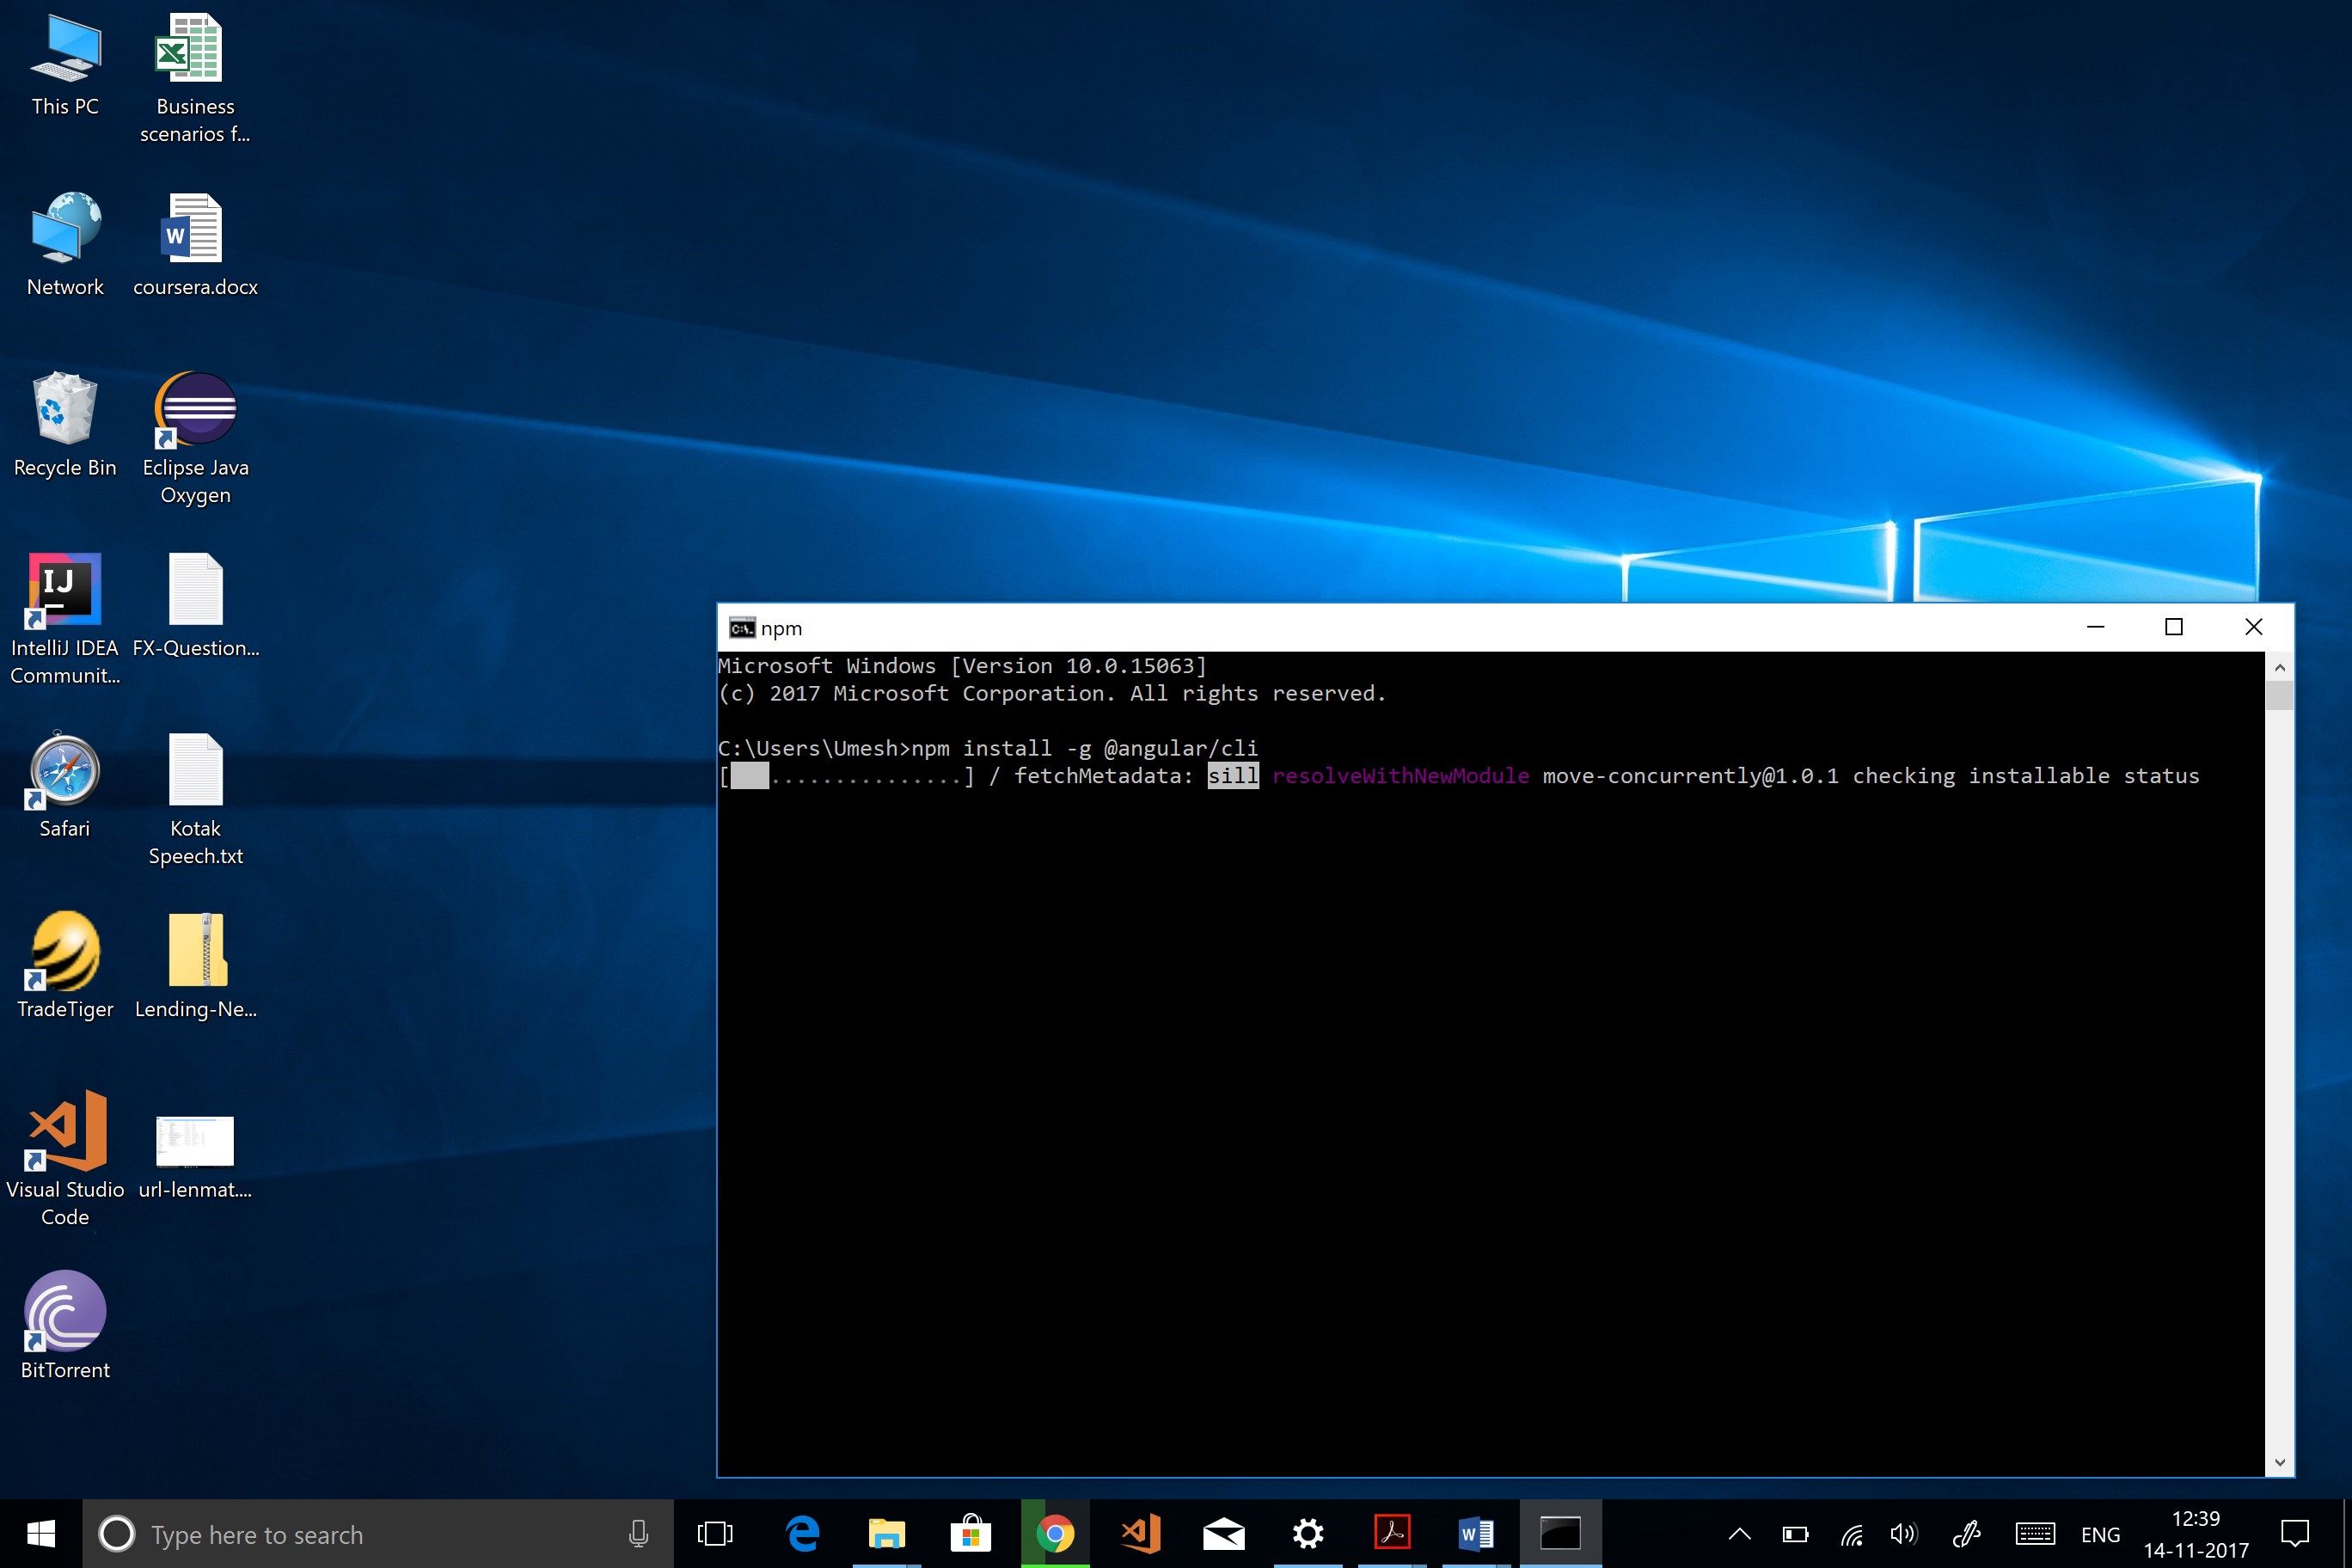 This PC
Business
scenarios f...
Network
coursera.docx
Recycle Bin
Eclipse Java
Oxygen
IntelliJ IDEA
Communit...
FX-Question...
Safari
Kotak
Speech.txt
TradeTiger
Lending-Ne...
Visual Studio
Code
url-lenmat....
BitTorrent
npm
Microsoft Windows [Version 10.0.15063]
(c) 2017 Microsoft Corporation. All rights reserved.
C:\Users\Umesh>npm install -g @angular/cli
[   ...............] / fetchMetadata: sill resolveWithNewModule move-concurrently@1.0.1 checking installable status
Type here to search
ENG
12:39
14-11-2017